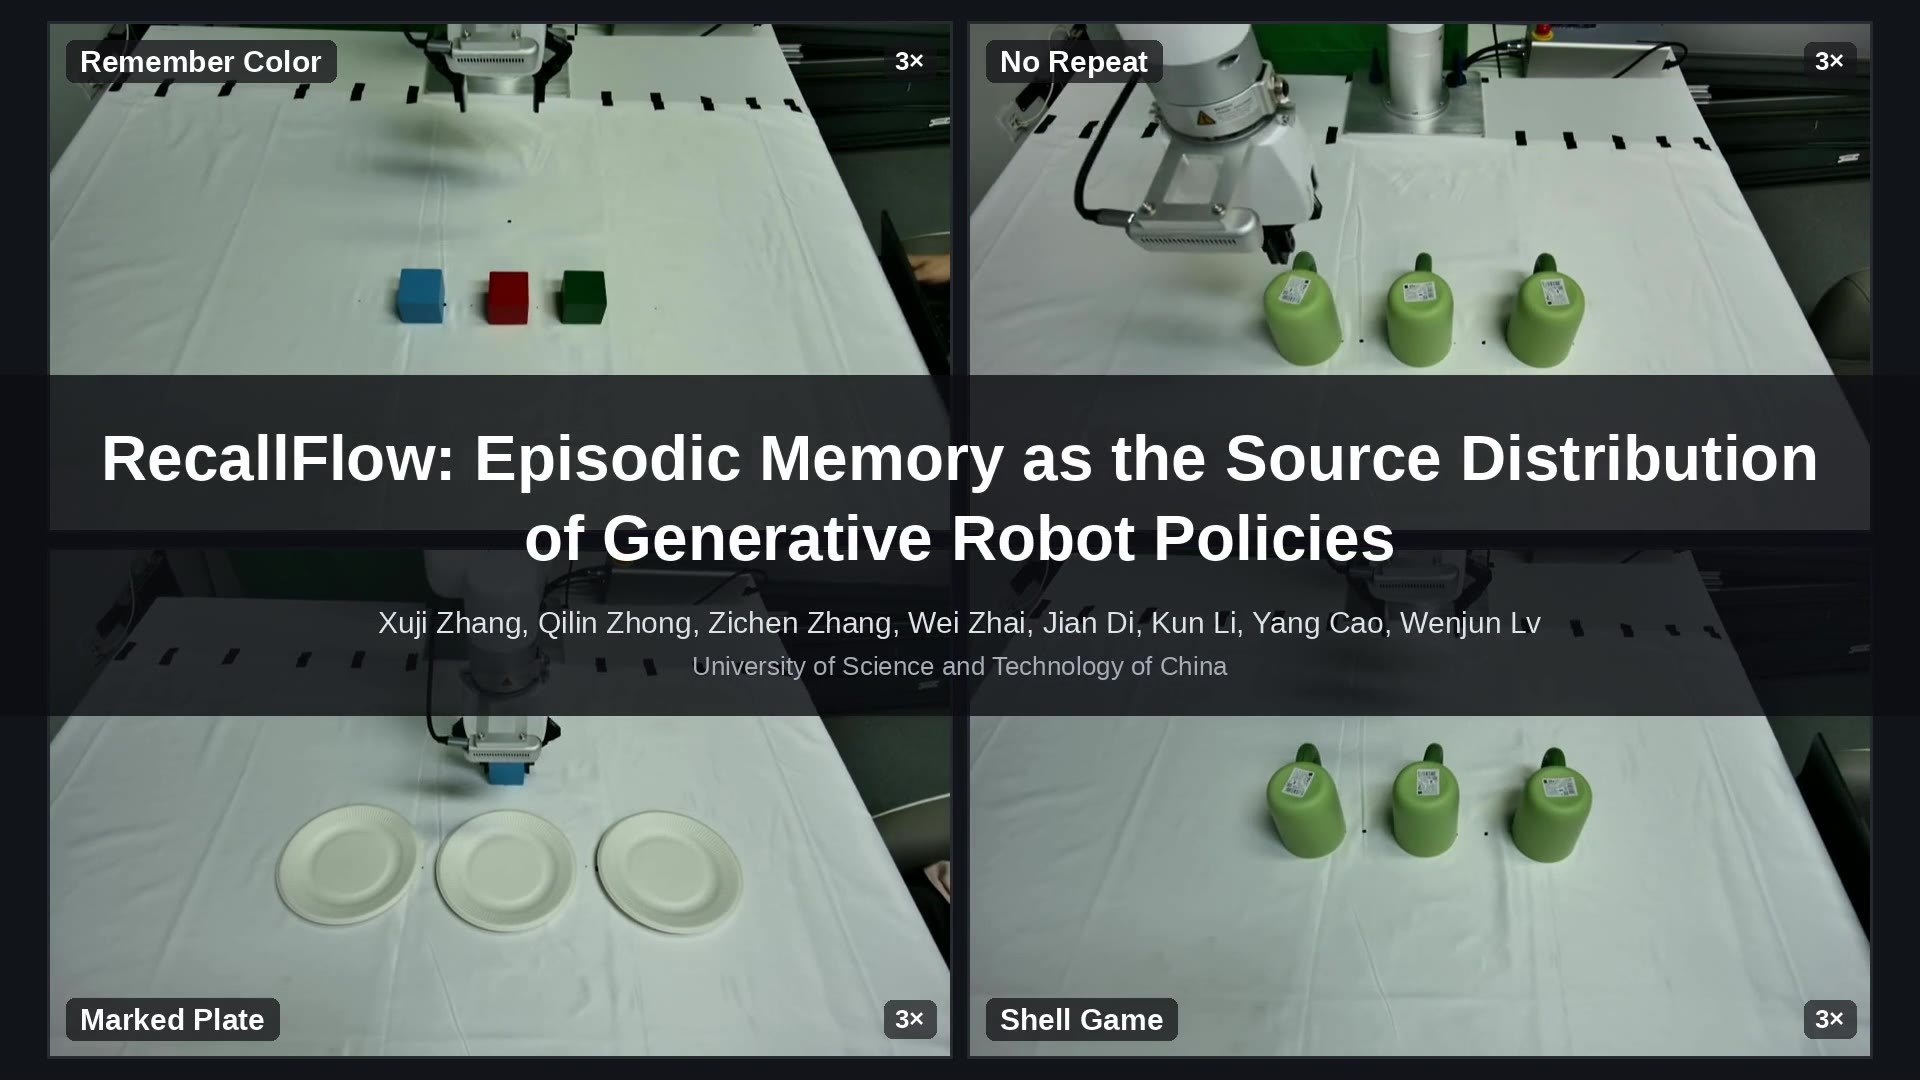 Remember Color
3×
No Repeat
3×
RecallFlow: Episodic Memory as the Source Distribution
of Generative Robot Policies
Xuji Zhang, Qilin Zhong, Zichen Zhang, Wei Zhai, Jian Di, Kun Li, Yang Cao, Wenjun Lv
University of Science and Technology of China
Marked Plate
3×
Shell Game
3×